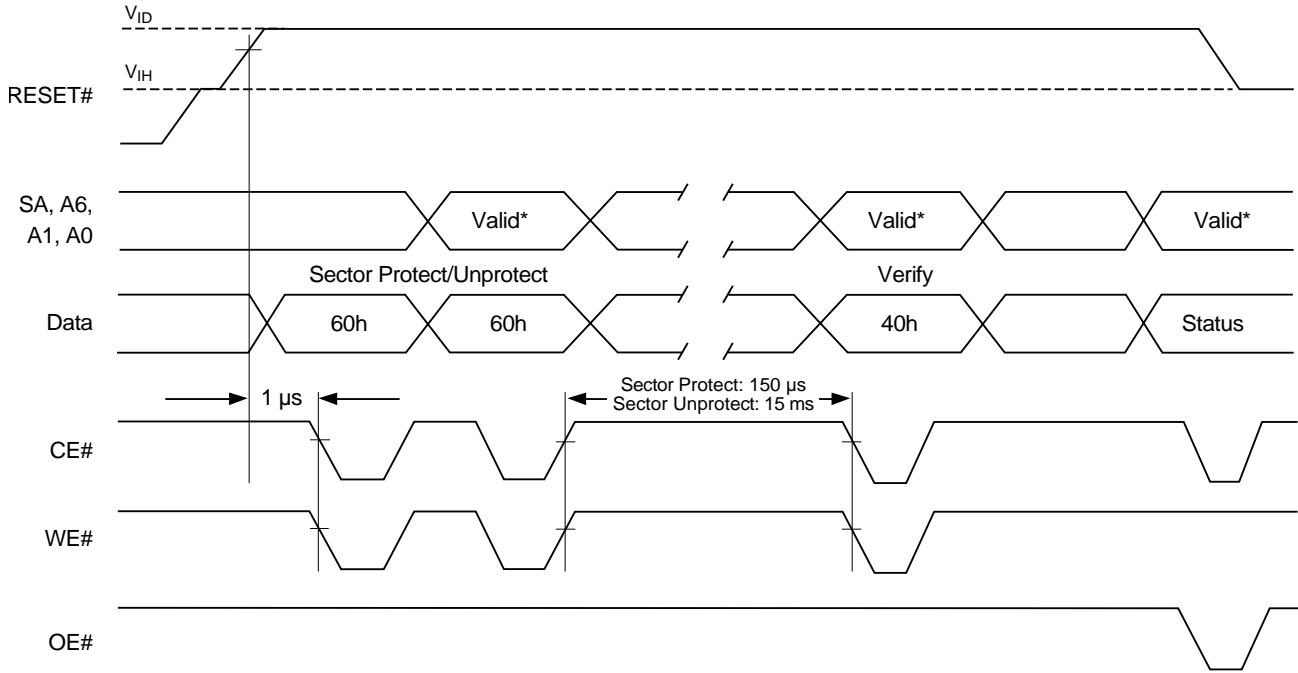 VID
VIH
RESET#
SA, A6,
A1, A0
Valid*
Valid*
Valid*
Sector Protect/Unprotect
Verify
Data
60h
60h
40h
Status
1 µs
Sector Protect: 150 µs
Sector Unprotect: 15 ms
CE#
WE#
OE#